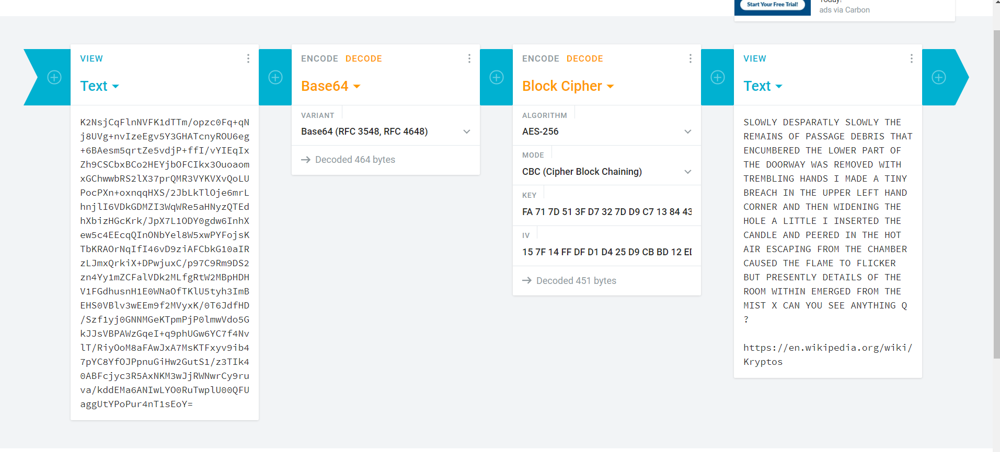 Start Your Free Trial!
ads via Carbon
VIEW
Text
K2NsjCqFlnNVFK1dTTm/opzc0Fq+qN
j8UVg+nvIzeEgv5Y3GHATcnyROU6eg
+6BAesm5qrtZe5vdjP+ffI/vYIEqIx
Zh9CSCbxBCo2HEYjbOFCIkx3Ouoaom
xGChwwbRS2lX37prQMR3VYKVXvQoLU
PocPXn+oxnqqHXS/2JbLkTlOje6mrL
hnjlI6VDkGDMZI3WqWRe5aHNyzQTEd
hXbizHGcKrk/JpX7L1ODY0gdw6InhX
ew5c4EEcqQInONbYel8W5xwPYFojsK
TbKRAOrNqIfI46vD9ziAFCbkG10aIR
zLJmxQrkiX+DPwjuxC/p97C9Rm9DS2
zn4Yy1mZCFalVDk2MLfgRtW2MBpHDH
V1FGdhusnH1E0WNaOfTKlU5tyh3ImB
EHS0VBlv3wEEm9f2MVyxK/0T6JdfHD
/Szf1yj0GNNMGeKTpmPjP0lmwVdo5G
kJJsVBPAWzGqeI+q9phUGw6YC7f4Nv
lT/RiyOoM8aFAwJxA7MsKTFxyv9ib4
7pYC8YfOJPpnuGiHw2GutS1/z3TIk4
0ABFcjyc3R5AxNKM3wJjRWNwrCy9ru
va/kddEMa6ANIwLYO0RuTwplU00QFU
aggUtYPoPur4nT1sEoY=
ENCODE DECODE
Base64
VARIANT
Base64 (RFC 3548, RFC 4648)
→ Decoded 464 bytes
ENCODE DECODE
Block Cipher
ALGORITHM
AES-256
MODE
CBC (Cipher Block Chaining)
KEY
FA 71 7D 51 3F D7 32 7D D9 C7 13 84 43
IV
15 7F 14 FF DF D1 D4 25 D9 CB BD 12
→ Decoded 451 bytes
VIEW
Text
SLOWLY DESPARATLY SLOWLY THE
REMAINS OF PASSAGE DEBRIS THAT
ENCUMBERED THE LOWER PART OF
THE DOORWAY WAS REMOVED WITH
TREMBLING HANDS I MADE A TINY
BREACH IN THE UPPER LEFT HAND
CORNER AND THEN WIDENING THE
HOLE A LITTLE I INSERTED THE
CANDLE AND PEERED IN THE HOT
AIR ESCAPING FROM THE CHAMBER
CAUSED THE FLAME TO FLICKER
BUT PRESENTLY DETAILS OF THE
ROOM WITHIN EMERGED FROM THE
MIST X CAN YOU SEE ANYTHING Q
?
https://en.wikipedia.org/wiki/
Kryptos